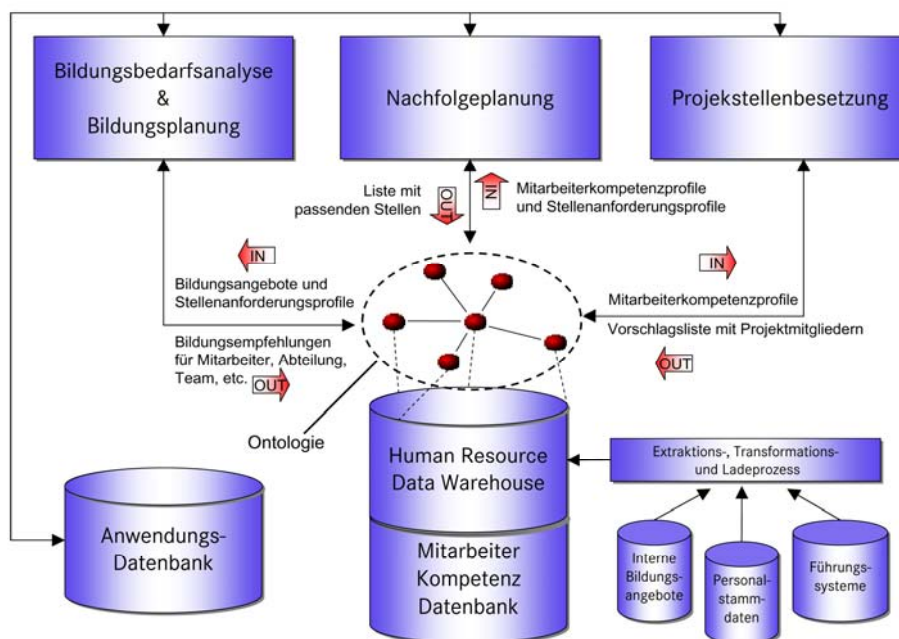 Bildungsbedarfsanalyse
&
Bildungsplanung
Nachfolgeplanung
Projekstellenbesetzung
Liste mit
passenden Stellen
OUT
IN
Mitarbeiterkompetenzprofile
und Stellenanforderungsprofile
IN
Bildungsangebote und
Stellenanforderungsprofile
Bildungsempfehlungen
für Mitarbeiter, Abteilung,
Team, etc.
OUT
IN
Mitarbeiterkompetenzprofile
Vorschlagsliste mit Projektmitgliedern
OUT
Ontologie
Human Resource
Data Warehouse
Mitarbeiter
Kompetenz
Datenbank
Anwendungs-
Datenbank
Extraktions-, Transformations-
und Ladeprozess
Interne
Bildungs-
angebote
Personal-
stamm-
daten
Führungs-
systeme